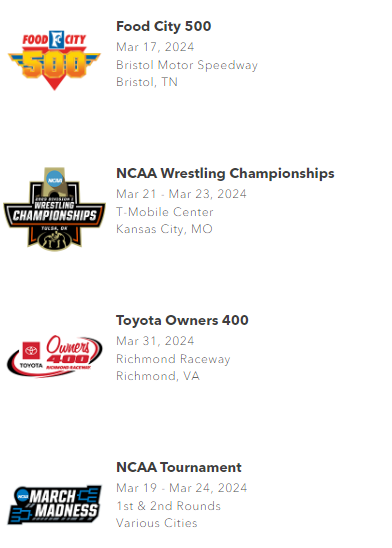 FOOD CITY
500
Food City 500
Mar 17, 2024
Bristol Motor Speedway
Bristol, TN
NCAA
WRESTLING
CHAMPIONSHIPS
TULSA, OK
NCAA Wrestling Championships
Mar 21 - Mar 23, 2024
T-Mobile Center
Kansas City, MO
TOYOTA
Owners
400
RICHMOND RACEWAY
Toyota Owners 400
Mar 31, 2024
Richmond Raceway
Richmond, VA
NCAA
MARCH
MADNESS
NCAA Tournament
Mar 19 - Mar 24, 2024
1st & 2nd Rounds
Various Cities